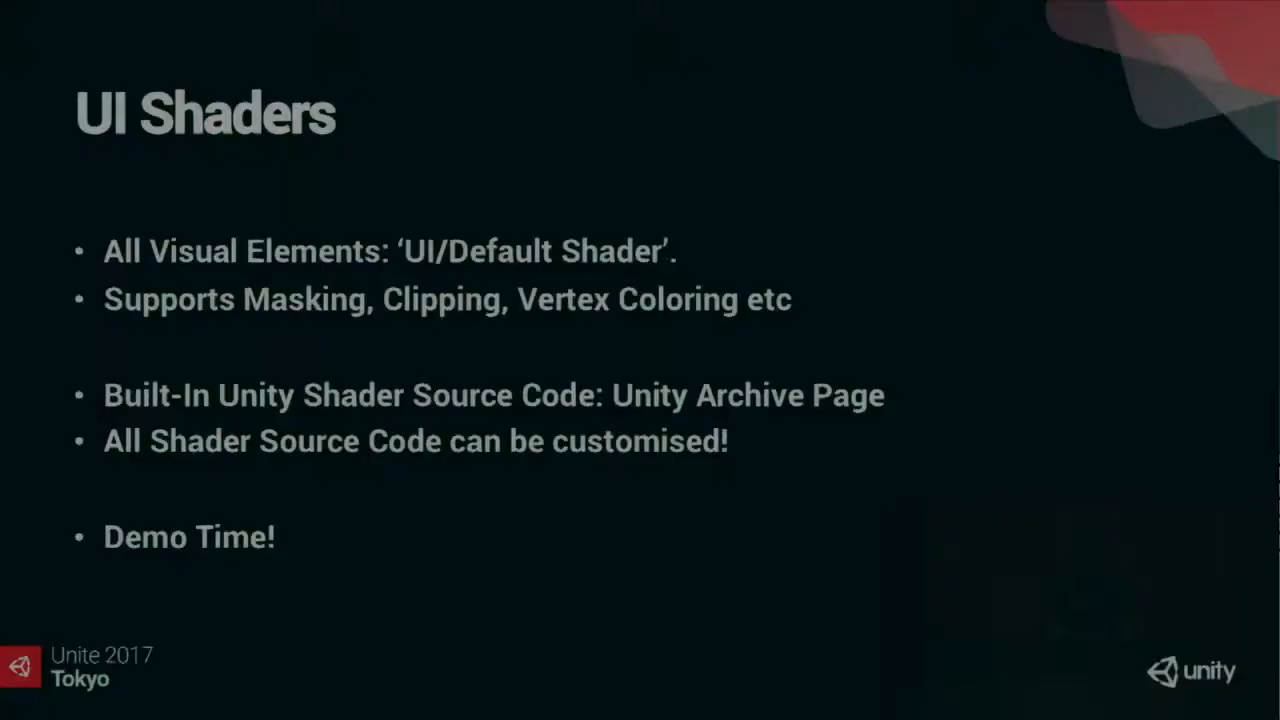 UI Shaders
• All Visual Elements: ‘UI/Default Shader’.
• Supports Masking, Clipping, Vertex Coloring etc
• Built-In Unity Shader Source Code: Unity Archive Page
• All Shader Source Code can be customised!
• Demo Time!
Unite 2017
Tokyo
unity